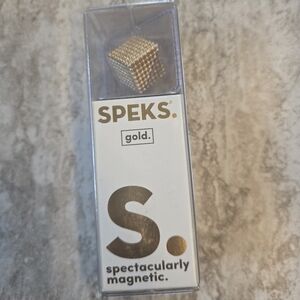 SPEKS.
gold.
S.
spectacularly
magnetic.